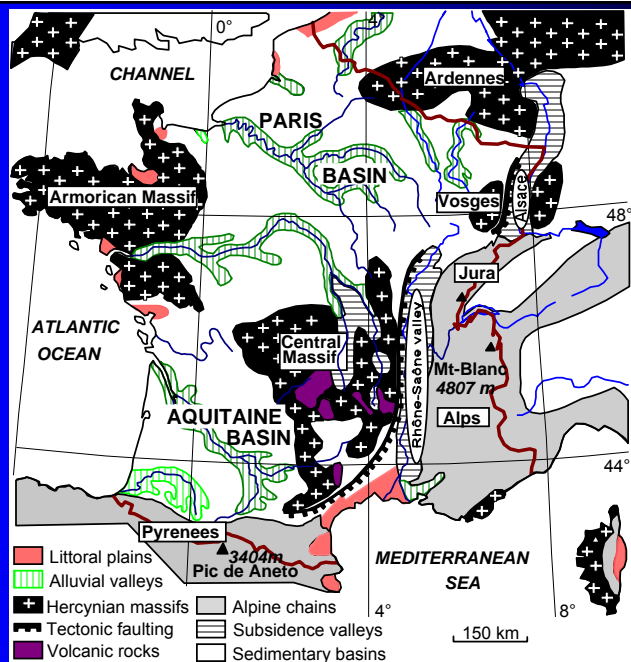 0°
4°
CHANNEL
Ardennes
PARIS
BASIN
Armorican Massif
Vosges
Alsace
48°
Jura
ATLANTIC
OCEAN
Central
Massif
Rhône-Saône valley
Mt-Blanc
4807 m
Alps
AQUITAINE
BASIN
44°
Pyrenees
3404m
Pic de Aneto
MEDITERRANEAN
SEA
Littoral plains
Alluvial valleys
Hercynian massifs
Alpine chains
4°
8°
Tectonic faulting
Subsidence valleys
150 km
Volcanic rocks
Sedimentary basins